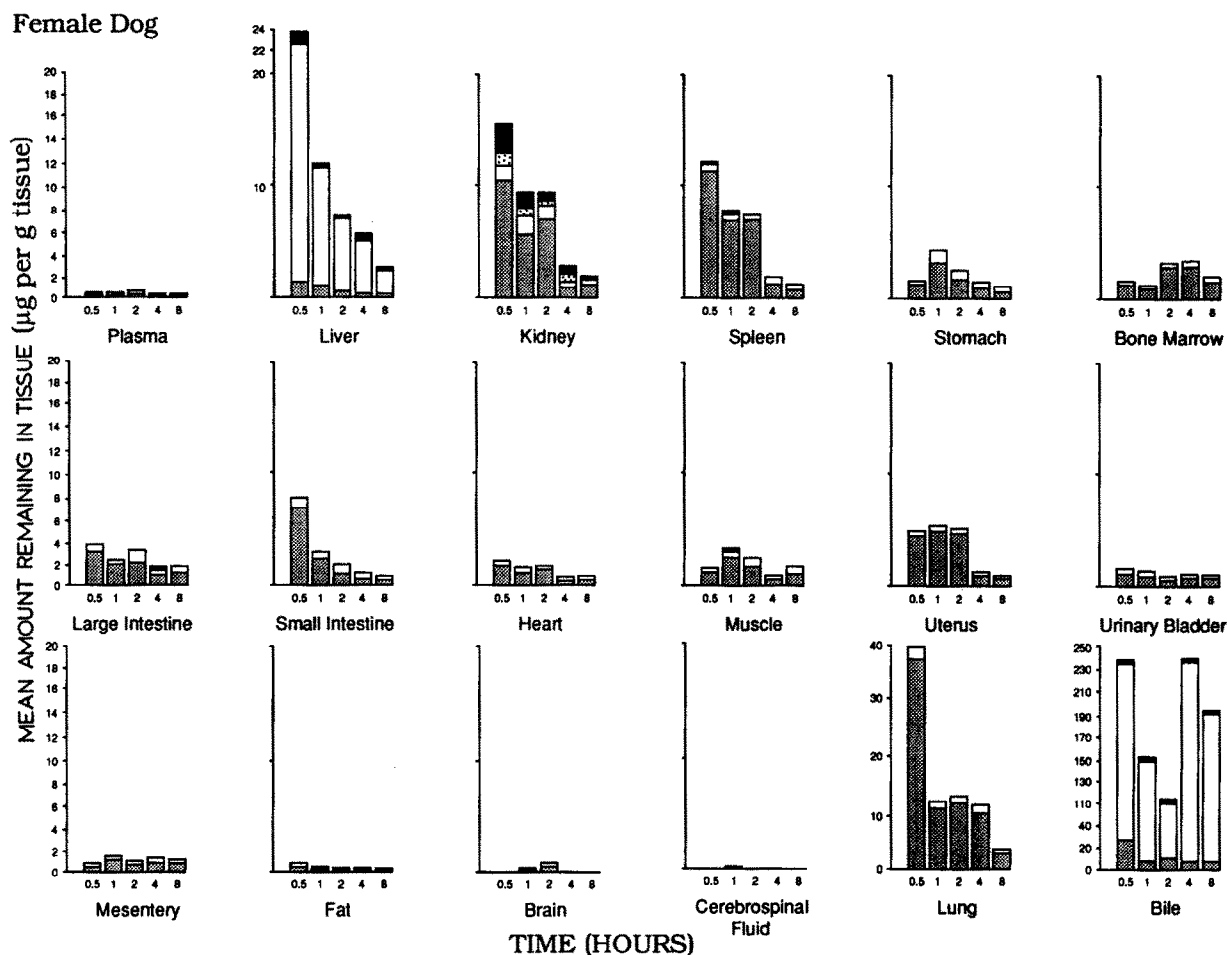 Female Dog
MEAN AMOUNT REMAINING IN TISSUE (µg per g tissue)
20
18
16
14
12
10
8
6
4
2
0
0.5 1 2 4 8
Plasma
24
22
20
10
0.5 1 2 4 8
Liver
0.5 1 2 4 8
Kidney
0.5 1 2 4 8
Spleen
0.5 1 2 4 8
Stomach
0.5 1 2 4 8
Bone Marrow
20
18
16
14
12
10
8
6
4
2
0
0.5 1 2 4 8
Large Intestine
0.5 1 2 4 8
Small Intestine
0.5 1 2 4 8
Heart
0.5 1 2 4 8
Muscle
0.5 1 2 4 8
Uterus
0.5 1 2 4 8
Urinary Bladder
20
18
16
14
12
10
8
6
4
2
0
0.5 1 2 4 8
Mesentery
0.5 1 2 4 8
Fat
0.5 1 2 4 8
Brain
0.5 1 2 4 8
Cerebrospinal
Fluid
40
30
20
10
0
0.5 1 2 4 8
Lung
250
230
210
190
170
150
130
110
40
20
0
0.5 1 2 4 8
Bile
TIME (HOURS)